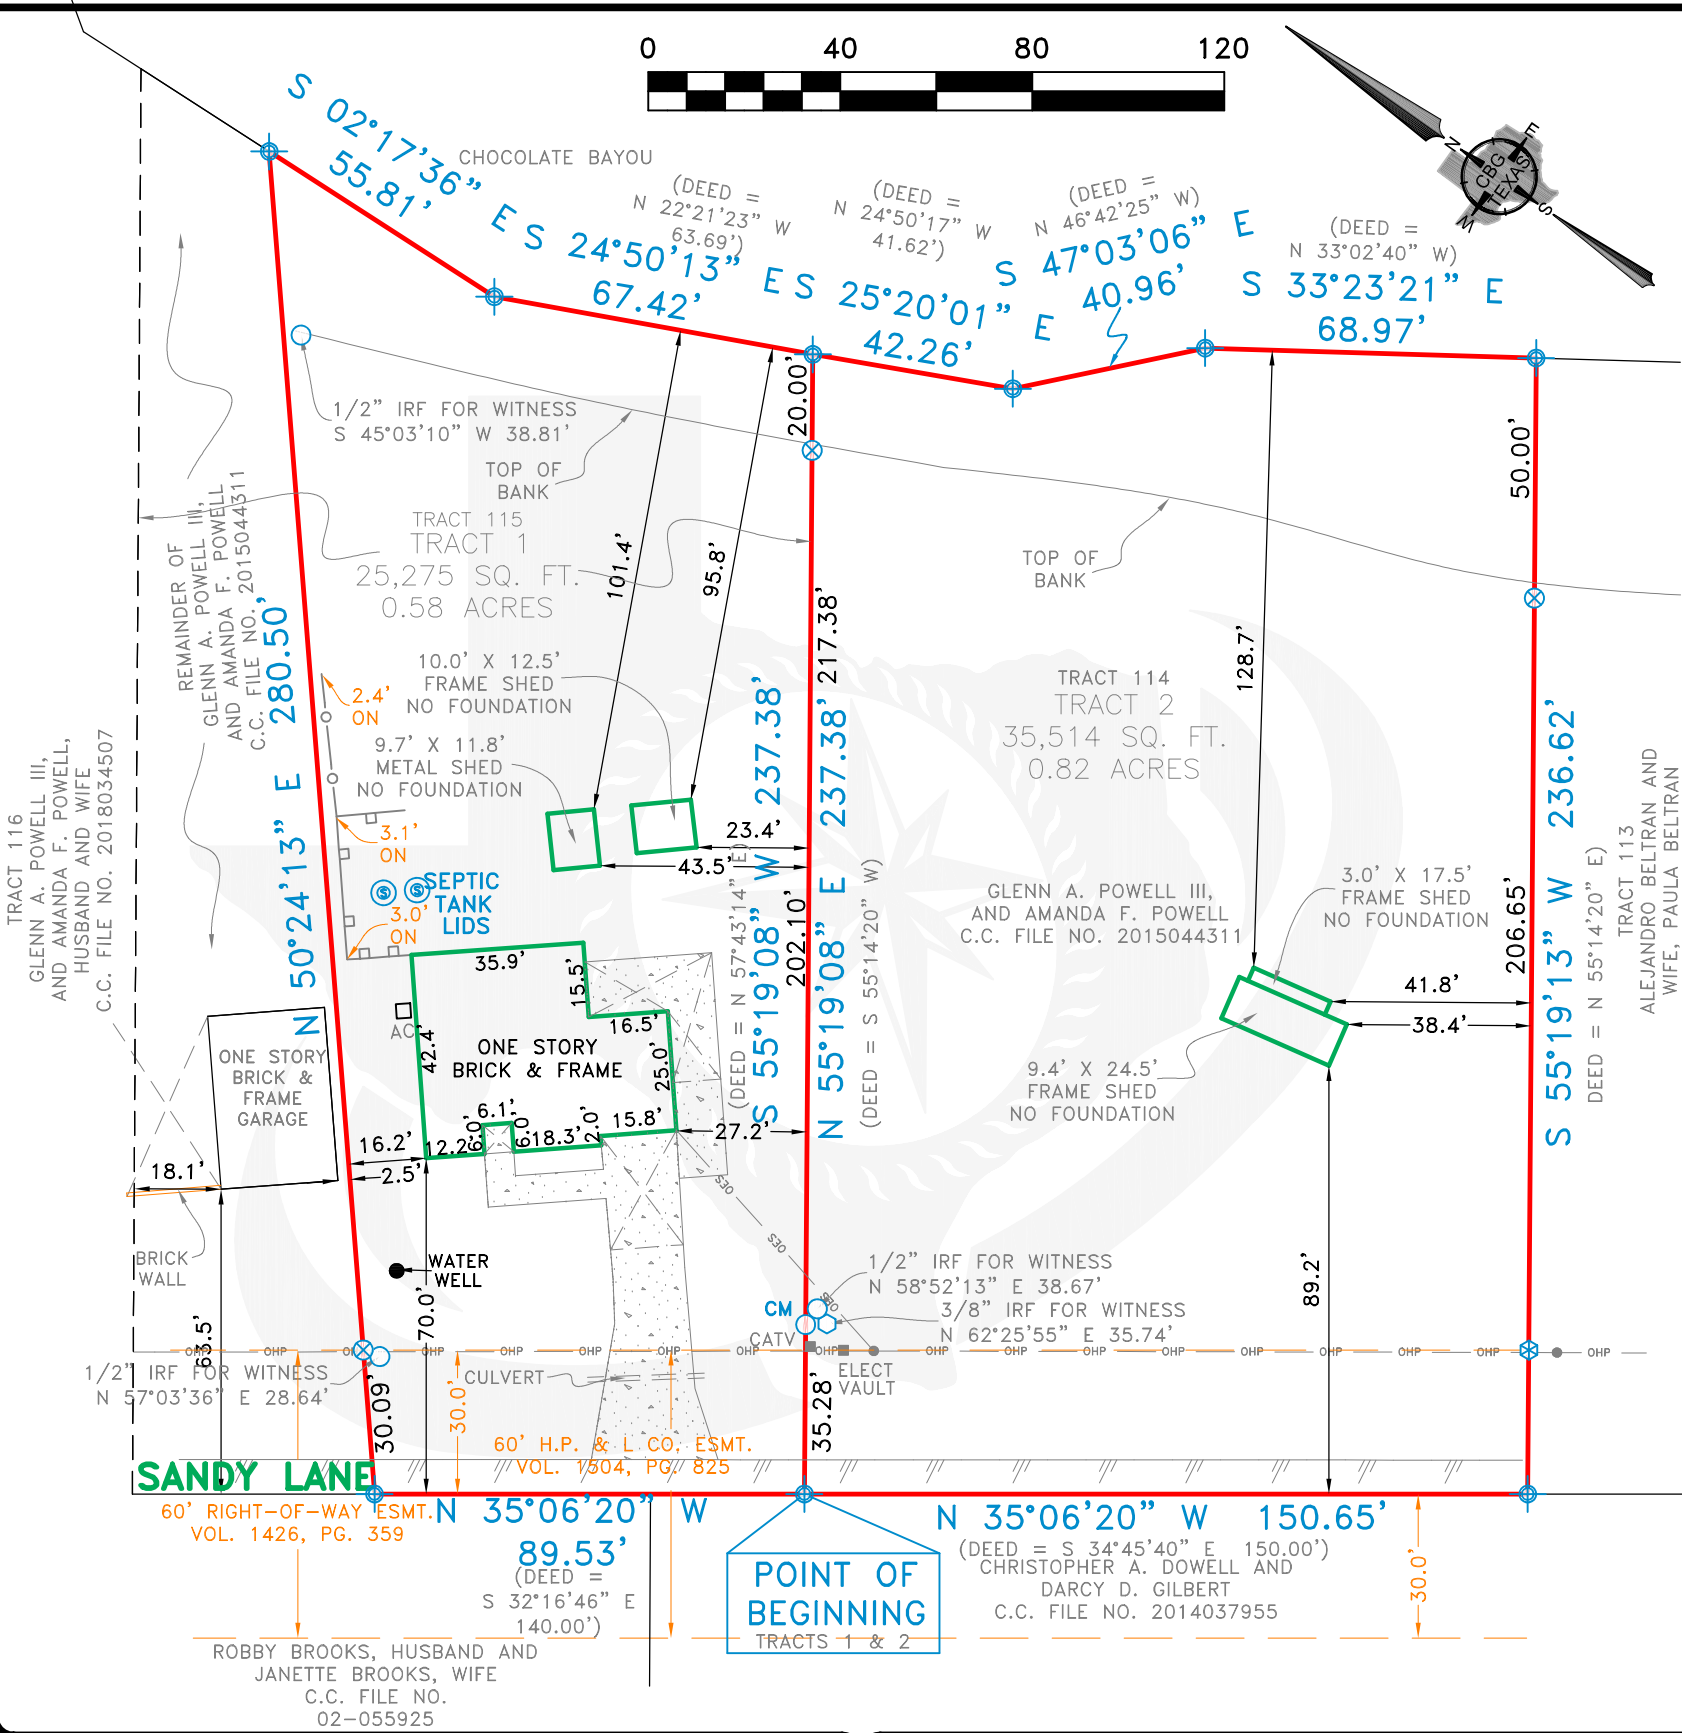 0 40 80 120
N
E
CBG
TEXAS
W
S
S 02°17'36" E
55.81'
CHOCOLATE BAYOU
(DEED =
N 22°21'23" W
63.69')
S 24°50'13" E
67.42'
(DEED =
N 24°50'17" W
41.62')
S 25°20'01" E
42.26'
(DEED =
N 46°42'25" W)
S 47°03'06" E
40.96'
(DEED =
N 33°02'40" W)
S 33°23'21" E
68.97'
20.00'
50.00'
1/2" IRF FOR WITNESS
S 45°03'10" W 38.81'
TOP OF
BANK
TRACT 115
TRACT 1
25,275 SQ. FT.
0.58 ACRES
101.4'
95.8'
TOP OF
BANK
REMAINDER OF
GLENN A. POWELL III,
AND AMANDA F. POWELL
C.C. FILE NO. 2015044311
N 50°24'13" E 280.50'
217.38'
128.7'
10.0' X 12.5'
FRAME SHED
NO FOUNDATION
TRACT 114
TRACT 2
35,514 SQ. FT.
0.82 ACRES
2.4'
ON
9.7' X 11.8'
METAL SHED
NO FOUNDATION
TRACT 116
GLENN A. POWELL III,
AND AMANDA F. POWELL,
HUSBAND AND WIFE
C.C. FILE NO. 2018034507
3.1'
ON
23.4'
43.5'
(DEED = N 57°43'14" E)
S 55°19'08" W 237.38'
202.10'
N 55°19'08" E 237.38'
(DEED = S 55°14'20" W)
SEPTIC
TANK
LIDS
S
S
3.0'
ON
GLENN A. POWELL III,
AND AMANDA F. POWELL
C.C. FILE NO. 2015044311
3.0' X 17.5'
FRAME SHED
NO FOUNDATION
206.65'
S 55°19'13" W 236.62'
DEED = N 55°14'20" E)
TRACT 113
ALEJANDRO BELTRAN AND
WIFE, PAULA BELTRAN
35.9'
15.5'
16.5'
AC
42.4'
ONE STORY
BRICK & FRAME
25.0'
41.8'
38.4'
ONE STORY
BRICK &
FRAME
GARAGE
9.4' X 24.5'
FRAME SHED
NO FOUNDATION
6.1'
6.0'
6.0'
12.2'
18.3'
2.0'
15.8'
27.2'
16.2'
2.5'
18.1'
OES
OES
OES
BRICK
WALL
WATER
WELL
1/2" IRF FOR WITNESS
N 58°52'13" E 38.67'
CM
3/8" IRF FOR WITNESS
N 62°25'55" E 35.74'
CATV
89.2'
63.5'
70.0'
OHP OHP OHP OHP OHP OHP OHP OHP OHP OHP OHP OHP OHP OHP OHP OHP OHP OHP
ELECT
VAULT
1/2" IRF FOR WITNESS
N 57°03'36" E 28.64'
CULVERT
30.09'
30.0'
35.28'
60' H.P. & L CO. ESMT.
VOL. 1504, PG. 825
SANDY LANE
60' RIGHT-OF-WAY ESMT.
VOL. 1426, PG. 359
N 35°06'20" W
89.53'
(DEED =
S 32°16'46" E
140.00')
N 35°06'20" W 150.65'
(DEED = S 34°45'40" E 150.00')
CHRISTOPHER A. DOWELL AND
DARCY D. GILBERT
C.C. FILE NO. 2014037955
30.0'
POINT OF
BEGINNING
TRACTS 1 & 2
ROBBY BROOKS, HUSBAND AND
JANETTE BROOKS, WIFE
C.C. FILE NO.
02-055925